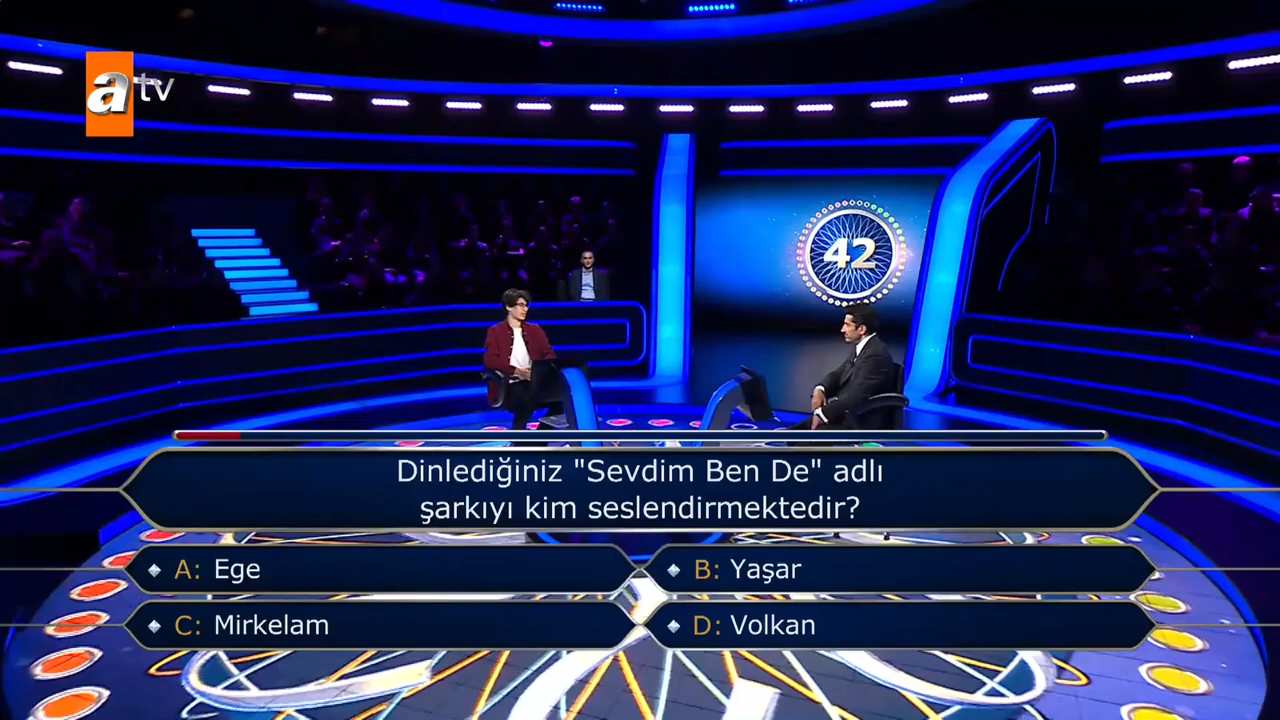 atv
42
Dinlediğiniz "Sevdim Ben De" adlı
şarkıyı kim seslendirmektedir?
A: Ege
B: Yaşar
C: Mirkelam
D: Volkan